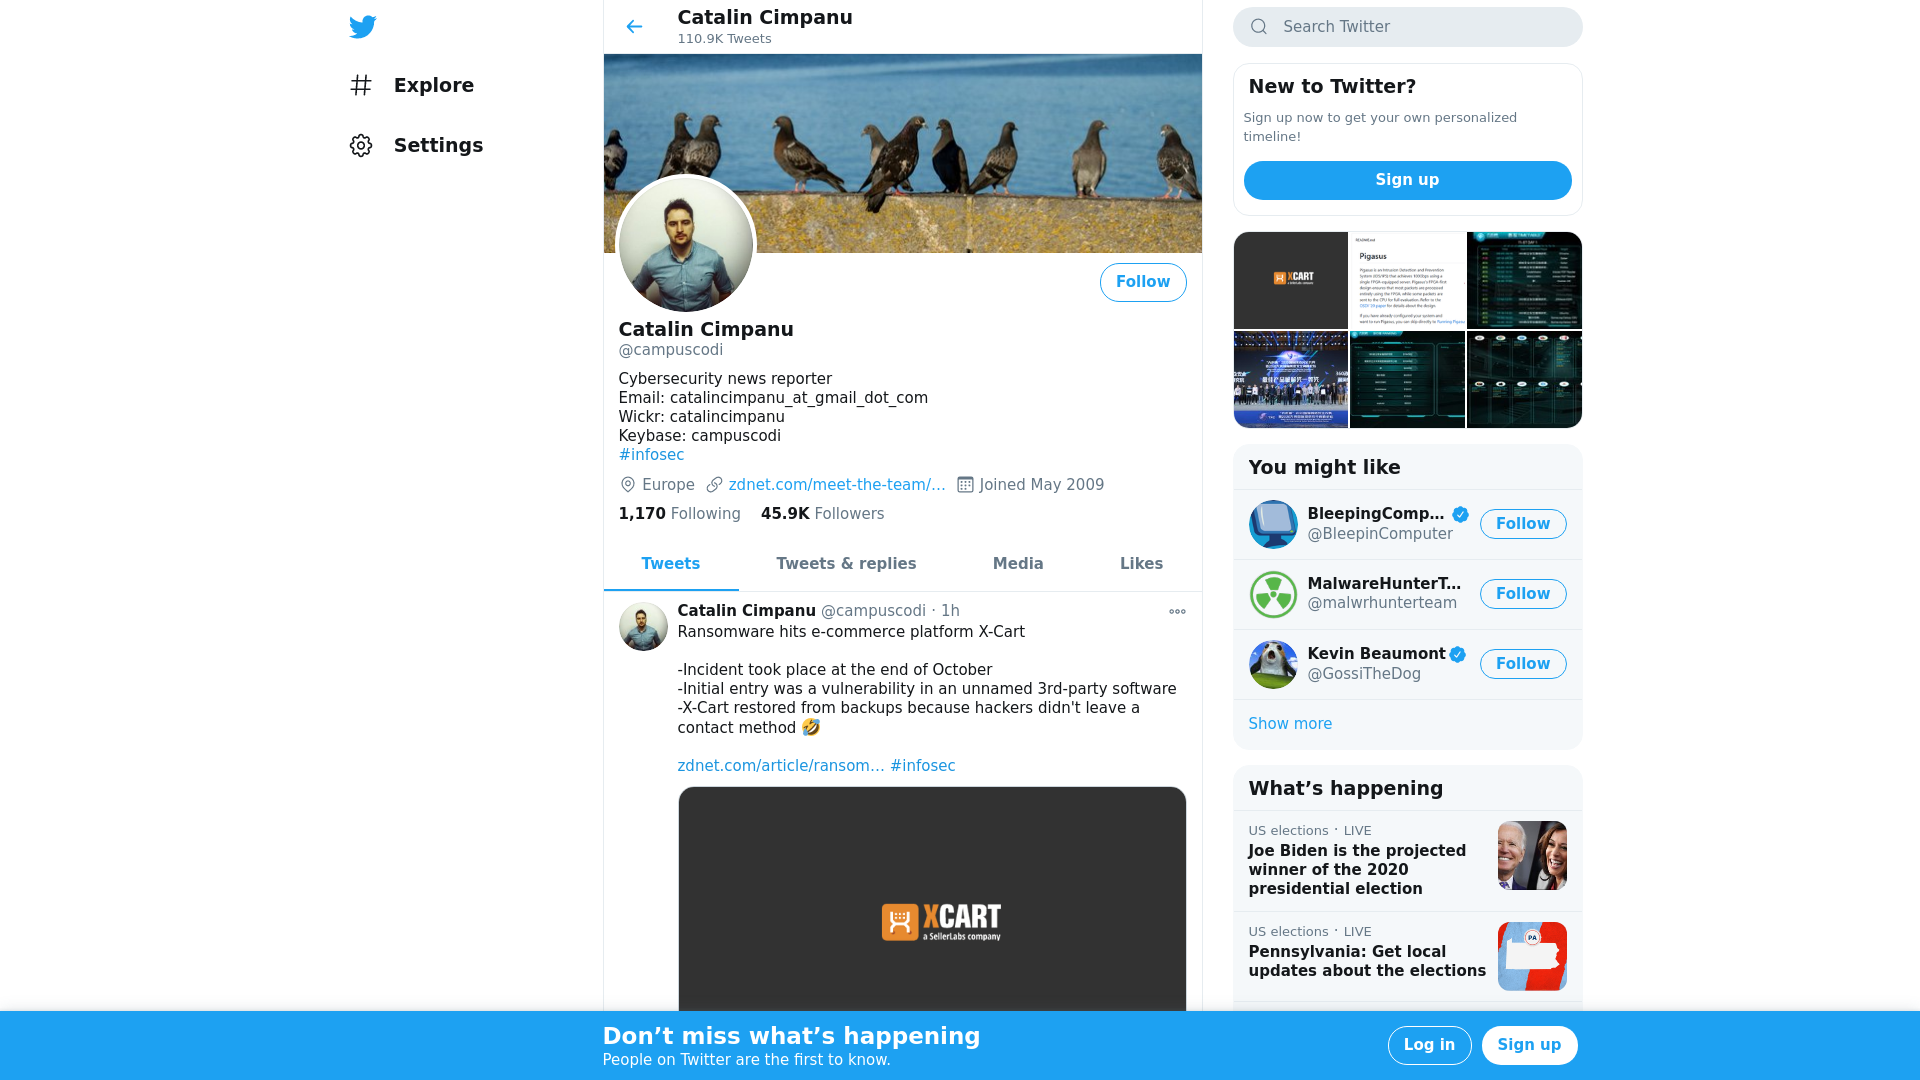 Catalin Cimpanu
110.9K Tweets
Explore
Settings
Search Twitter
New to Twitter?
Sign up now to get your own personalized
timeline!
Sign up
Follow
Catalin Cimpanu
@campuscodi
Cybersecurity news reporter
Email: catalincimpanu_at_gmail_dot_com
Wickr: catalincimpanu
Keybase: campuscodi
#infosec
Europe zdnet.com/meet-the-team/… Joined May 2009
1,170 Following 45.9K Followers
Tweets Tweets & replies Media Likes
Catalin Cimpanu @campuscodi · 1h
Ransomware hits e-commerce platform X-Cart
-Incident took place at the end of October
-Initial entry was a vulnerability in an unnamed 3rd-party software
-X-Cart restored from backups because hackers didn't leave a
contact method 🤣
zdnet.com/article/ransom… #infosec
XCART
a SellerLabs company
XCART
Pigasus
You might like
BleepingComp…
@BleepinComputer
Follow
MalwareHunterT…
@malwrhunterteam
Follow
Kevin Beaumont
@GossiTheDog
Follow
Show more
What's happening
US elections · LIVE
Joe Biden is the projected
winner of the 2020
presidential election
US elections · LIVE
Pennsylvania: Get local
updates about the elections
PA
Don't miss what's happening
People on Twitter are the first to know.
Log in
Sign up